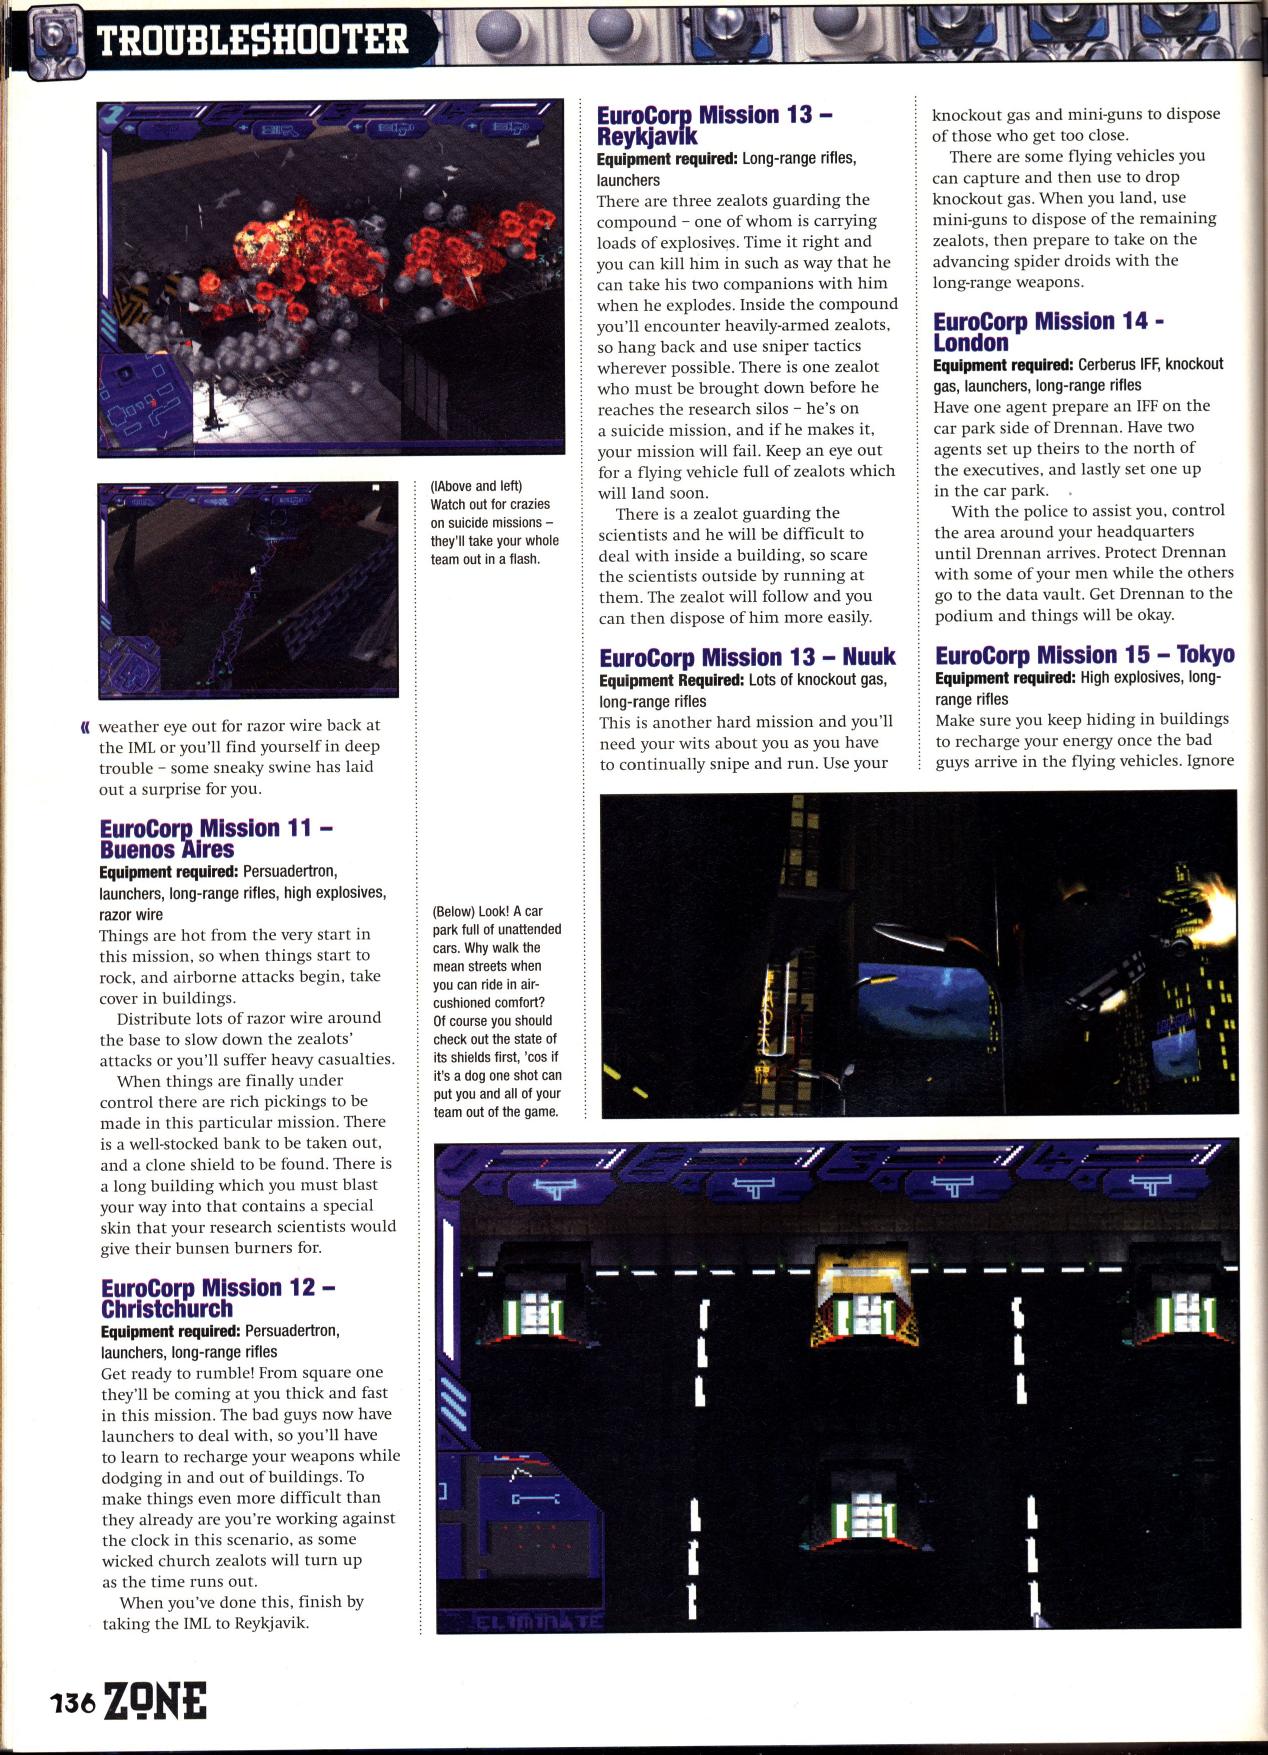 TROUBLESHOOTER
(IAbove and left)
Watch out for crazies
on suicide missions –
they'll take your whole
team out in a flash.
« weather eye out for razor wire back at
the IML or you'll find yourself in deep
trouble – some sneaky swine has laid
out a surprise for you.
EuroCorp Mission 11 –
Buenos Aires
Equipment required: Persuadertron,
launchers, long-range rifles, high explosives,
razor wire
Things are hot from the very start in
this mission, so when things start to
rock, and airborne attacks begin, take
cover in buildings.
Distribute lots of razor wire around
the base to slow down the zealots'
attacks or you'll suffer heavy casualties.
When things are finally under
control there are rich pickings to be
made in this particular mission. There
is a well-stocked bank to be taken out,
and a clone shield to be found. There is
a long building which you must blast
your way into that contains a special
skin that your research scientists would
give their bunsen burners for.
EuroCorp Mission 12 –
Christchurch
Equipment required: Persuadertron,
launchers, long-range rifles
Get ready to rumble! From square one
they'll be coming at you thick and fast
in this mission. The bad guys now have
launchers to deal with, so you'll have
to learn to recharge your weapons while
dodging in and out of buildings. To
make things even more difficult than
they already are you're working against
the clock in this scenario, as some
wicked church zealots will turn up
as the time runs out.
When you've done this, finish by
taking the IML to Reykjavik.
(Below) Look! A car
park full of unattended
cars. Why walk the
mean streets when
you can ride in air-
cushioned comfort?
Of course you should
check out the state of
its shields first, 'cos if
it's a dog one shot can
put you and all of your
team out of the game.
EuroCorp Mission 13 –
Reykjavik
Equipment required: Long-range rifles,
launchers
There are three zealots guarding the
compound – one of whom is carrying
loads of explosives. Time it right and
you can kill him in such as way that he
can take his two companions with him
when he explodes. Inside the compound
you'll encounter heavily-armed zealots,
so hang back and use sniper tactics
wherever possible. There is one zealot
who must be brought down before he
reaches the research silos – he's on
a suicide mission, and if he makes it,
your mission will fail. Keep an eye out
for a flying vehicle full of zealots which
will land soon.
There is a zealot guarding the
scientists and he will be difficult to
deal with inside a building, so scare
the scientists outside by running at
them. The zealot will follow and you
can then dispose of him more easily.
EuroCorp Mission 13 – Nuuk
Equipment Required: Lots of knockout gas,
long-range rifles
This is another hard mission and you'll
need your wits about you as you have
to continually snipe and run. Use your
knockout gas and mini-guns to dispose
of those who get too close.
There are some flying vehicles you
can capture and then use to drop
knockout gas. When you land, use
mini-guns to dispose of the remaining
zealots, then prepare to take on the
advancing spider droids with the
long-range weapons.
EuroCorp Mission 14 -
London
Equipment required: Cerberus IFF, knockout
gas, launchers, long-range rifles
Have one agent prepare an IFF on the
car park side of Drennan. Have two
agents set up theirs to the north of
the executives, and lastly set one up
in the car park.
With the police to assist you, control
the area around your headquarters
until Drennan arrives. Protect Drennan
with some of your men while the others
go to the data vault. Get Drennan to the
podium and things will be okay.
EuroCorp Mission 15 – Tokyo
Equipment required: High explosives, long-
range rifles
Make sure you keep hiding in buildings
to recharge your energy once the bad
guys arrive in the flying vehicles. Ignore
ELIMINATE
136 ZONE